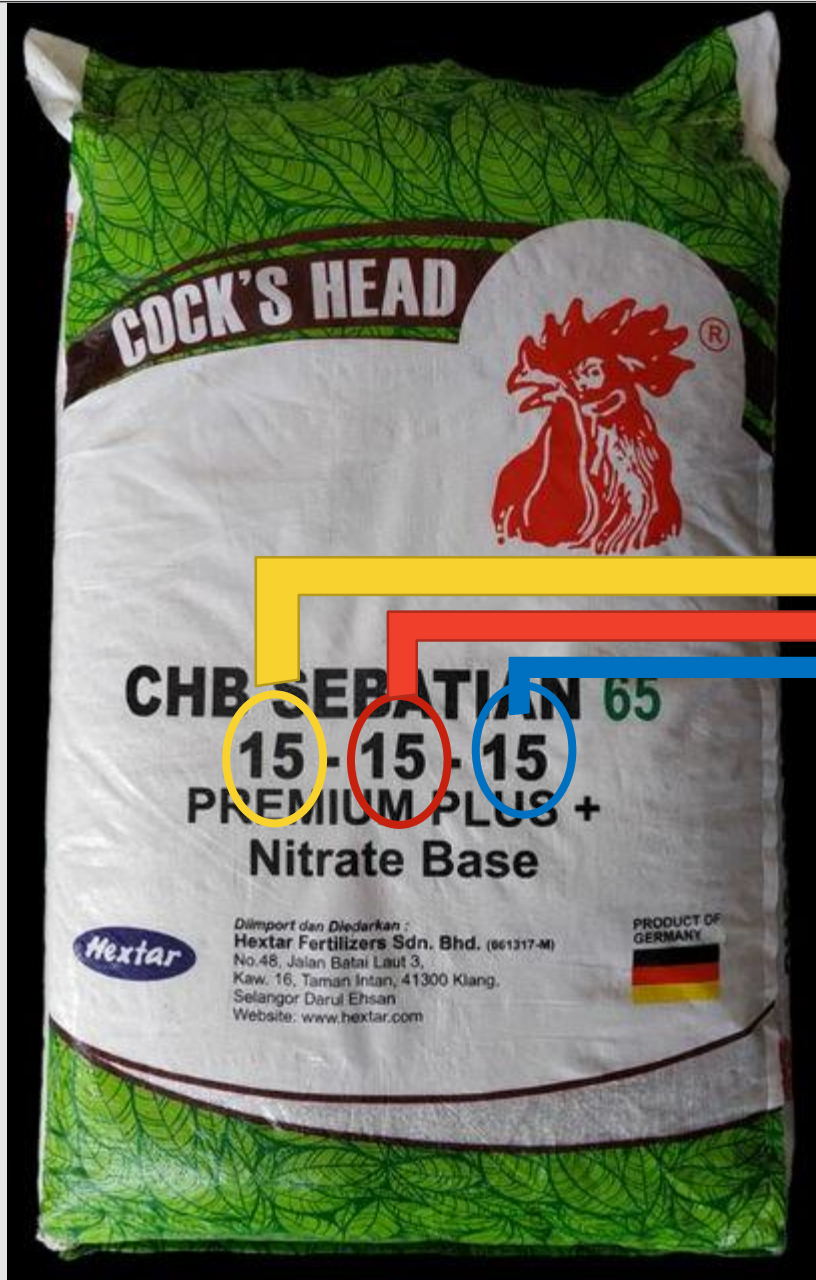 COCK'S HEAD
®
CHB SEBATIAN 65
15 - 15 - 15
PREMIUM PLUS +
Nitrate Base
Hextar
Diimport dan Diedarkan :
Hextar Fertilizers Sdn. Bhd. (661317-M)
No.48, Jalan Batai Laut 3,
Kaw. 16, Taman Intan, 41300 Klang,
Selangor Darul Ehsan
Website: www.hextar.com
PRODUCT OF
GERMANY